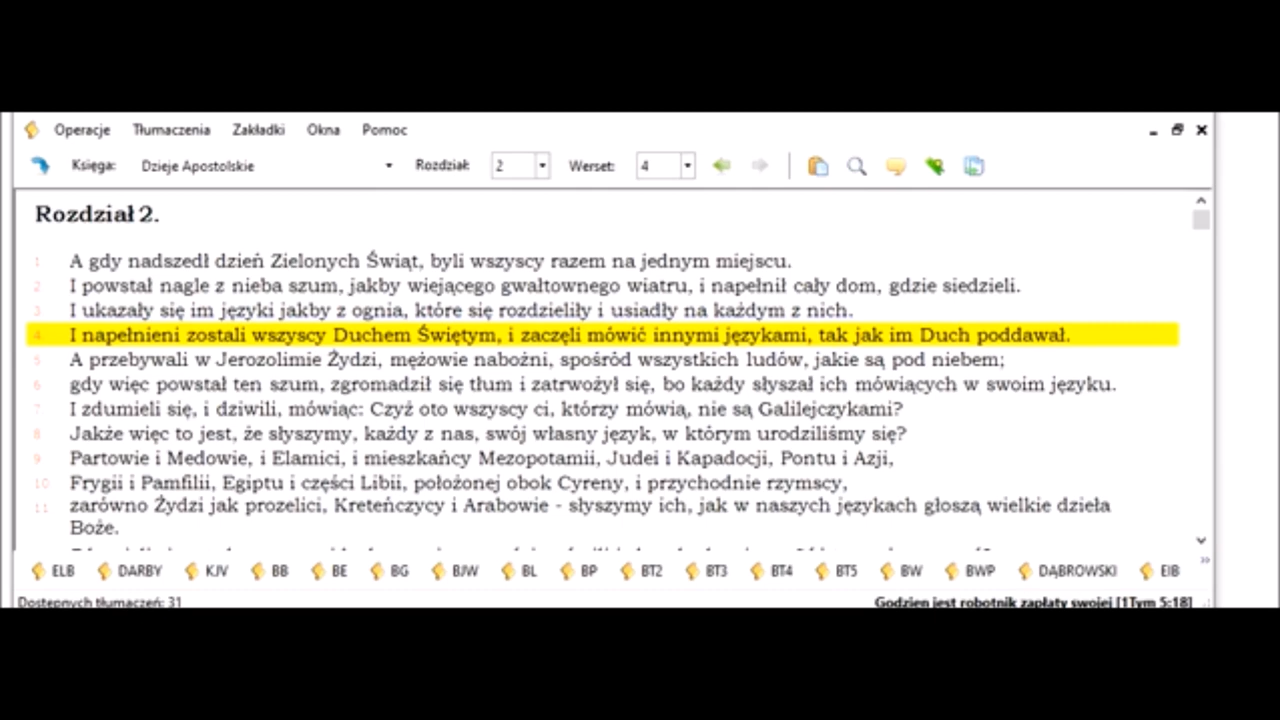 Operacje Tłumaczenia Zakładki Okna Pomoc
Księga: Dzieje Apostolskie Rozdział: 2 Werset: 4
Rozdział 2.
1 A gdy nadszedł dzień Zielonych Świąt, byli wszyscy razem na jednym miejscu.
2 I powstał nagle z nieba szum, jakby wiejącego gwałtownego wiatru, i napełnił cały dom, gdzie siedzieli.
3 I ukazały się im języki jakby z ognia, które się rozdzieliły i usiadły na każdym z nich.
4 I napełnieni zostali wszyscy Duchem Świętym, i zaczęli mówić innymi językami, tak jak im Duch poddawał.
5 A przebywali w Jerozolimie Żydzi, mężowie nabożni, spośród wszystkich ludów, jakie są pod niebem;
6 gdy więc powstał ten szum, zgromadził się tłum i zatrwożył się, bo każdy słyszał ich mówiących w swoim języku.
7 I zdumieli się, i dziwili, mówiąc: Czyż oto wszyscy ci, którzy mówią, nie są Galilejczykami?
8 Jakże więc to jest, że słyszymy, każdy z nas, swój własny język, w którym urodziliśmy się?
9 Partowie i Medowie, i Elamici, i mieszkańcy Mezopotamii, Judei i Kapadocji, Pontu i Azji,
10 Frygii i Pamfilii, Egiptu i części Libii, położonej obok Cyreny, i przychodnie rzymscy,
11 zarówno Żydzi jak prozelici, Kreteńczycy i Arabowie - słyszymy ich, jak w naszych językach głoszą wielkie dzieła
Boże.
ELB DARBY KJV BB BE BG BJW BL BP BT2 BT3 BT4 BT5 BW BWP DĄBROWSKI EIB
Dostępnych tłumaczeń: 31 Godzien jest robotnik zapłaty swojej [1Tym 5:18]